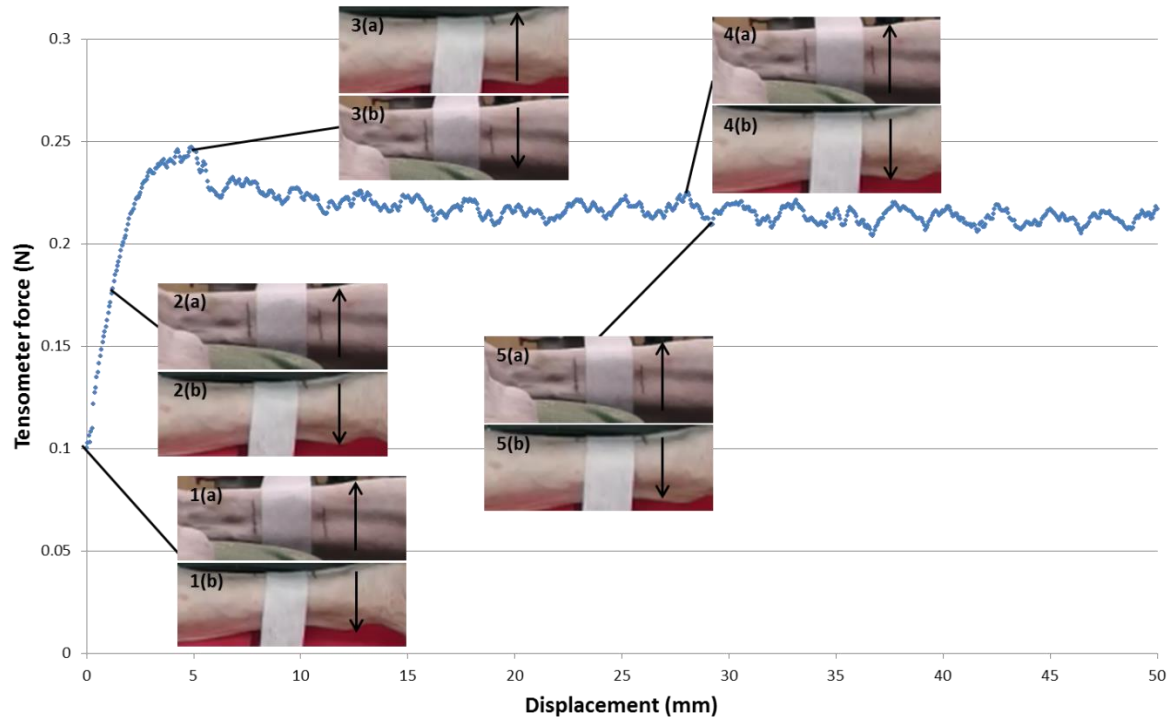 0.3
0.25
0.2
0.15
0.1
0.05
0
Tensometer force (N)
3(a)
3(b)
4(a)
4(b)
2(a)
2(b)
5(a)
5(b)
1(a)
1(b)
0 5 10 15 20 25 30 35 40 45 50
Displacement (mm)